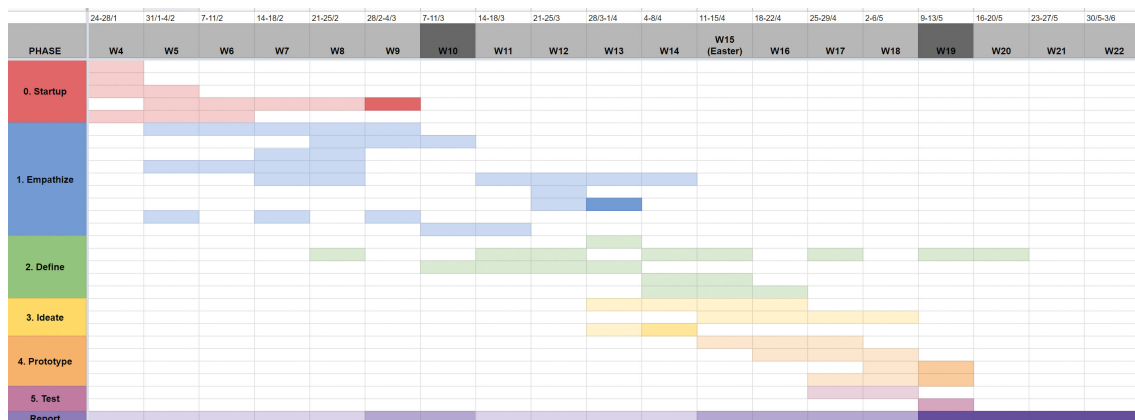 24-28/1 31/1-4/2 7-11/2 14-18/2 21-25/2 28/2-4/3 7-11/3 14-18/3 21-25/3 28/3-1/4 4-8/4 11-15/4 18-22/4 25-29/4 2-6/5 9-13/5 16-20/5 23-27/5 30/5-3/6
PHASE W4 W5 W6 W7 W8 W9 W10 W11 W12 W13 W14 W15 (Easter) W16 W17 W18 W19 W20 W21 W22
0. Startup
1. Empathize
2. Define
3. Ideate
4. Prototype
5. Test
Report